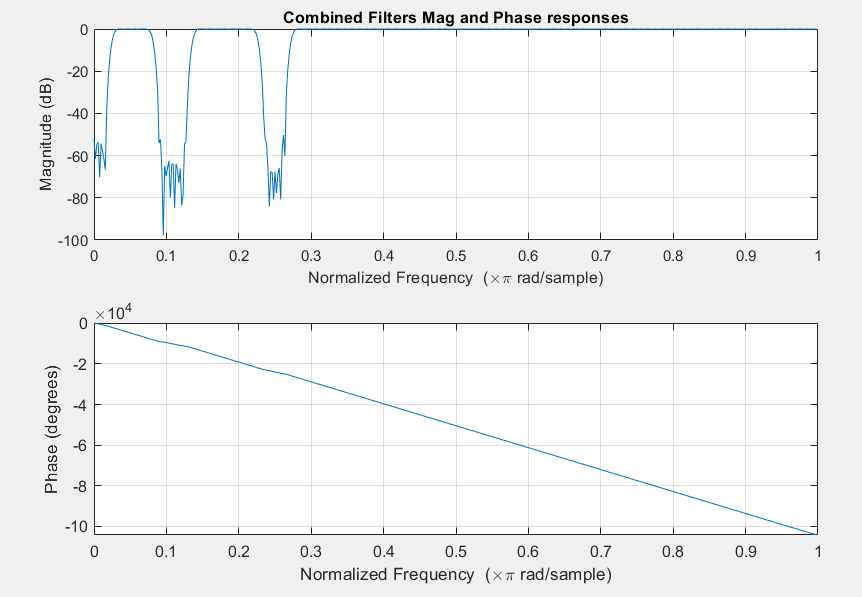 Combined Filters Mag and Phase responses
0
-20
-40
-60
-80
-100
Magnitude (dB)
0 0.1 0.2 0.3 0.4 0.5 0.6 0.7 0.8 0.9 1
Normalized Frequency (×π rad/sample)
×10⁴
0
-2
-4
-6
-8
-10
Phase (degrees)
0 0.1 0.2 0.3 0.4 0.5 0.6 0.7 0.8 0.9 1
Normalized Frequency (×π rad/sample)